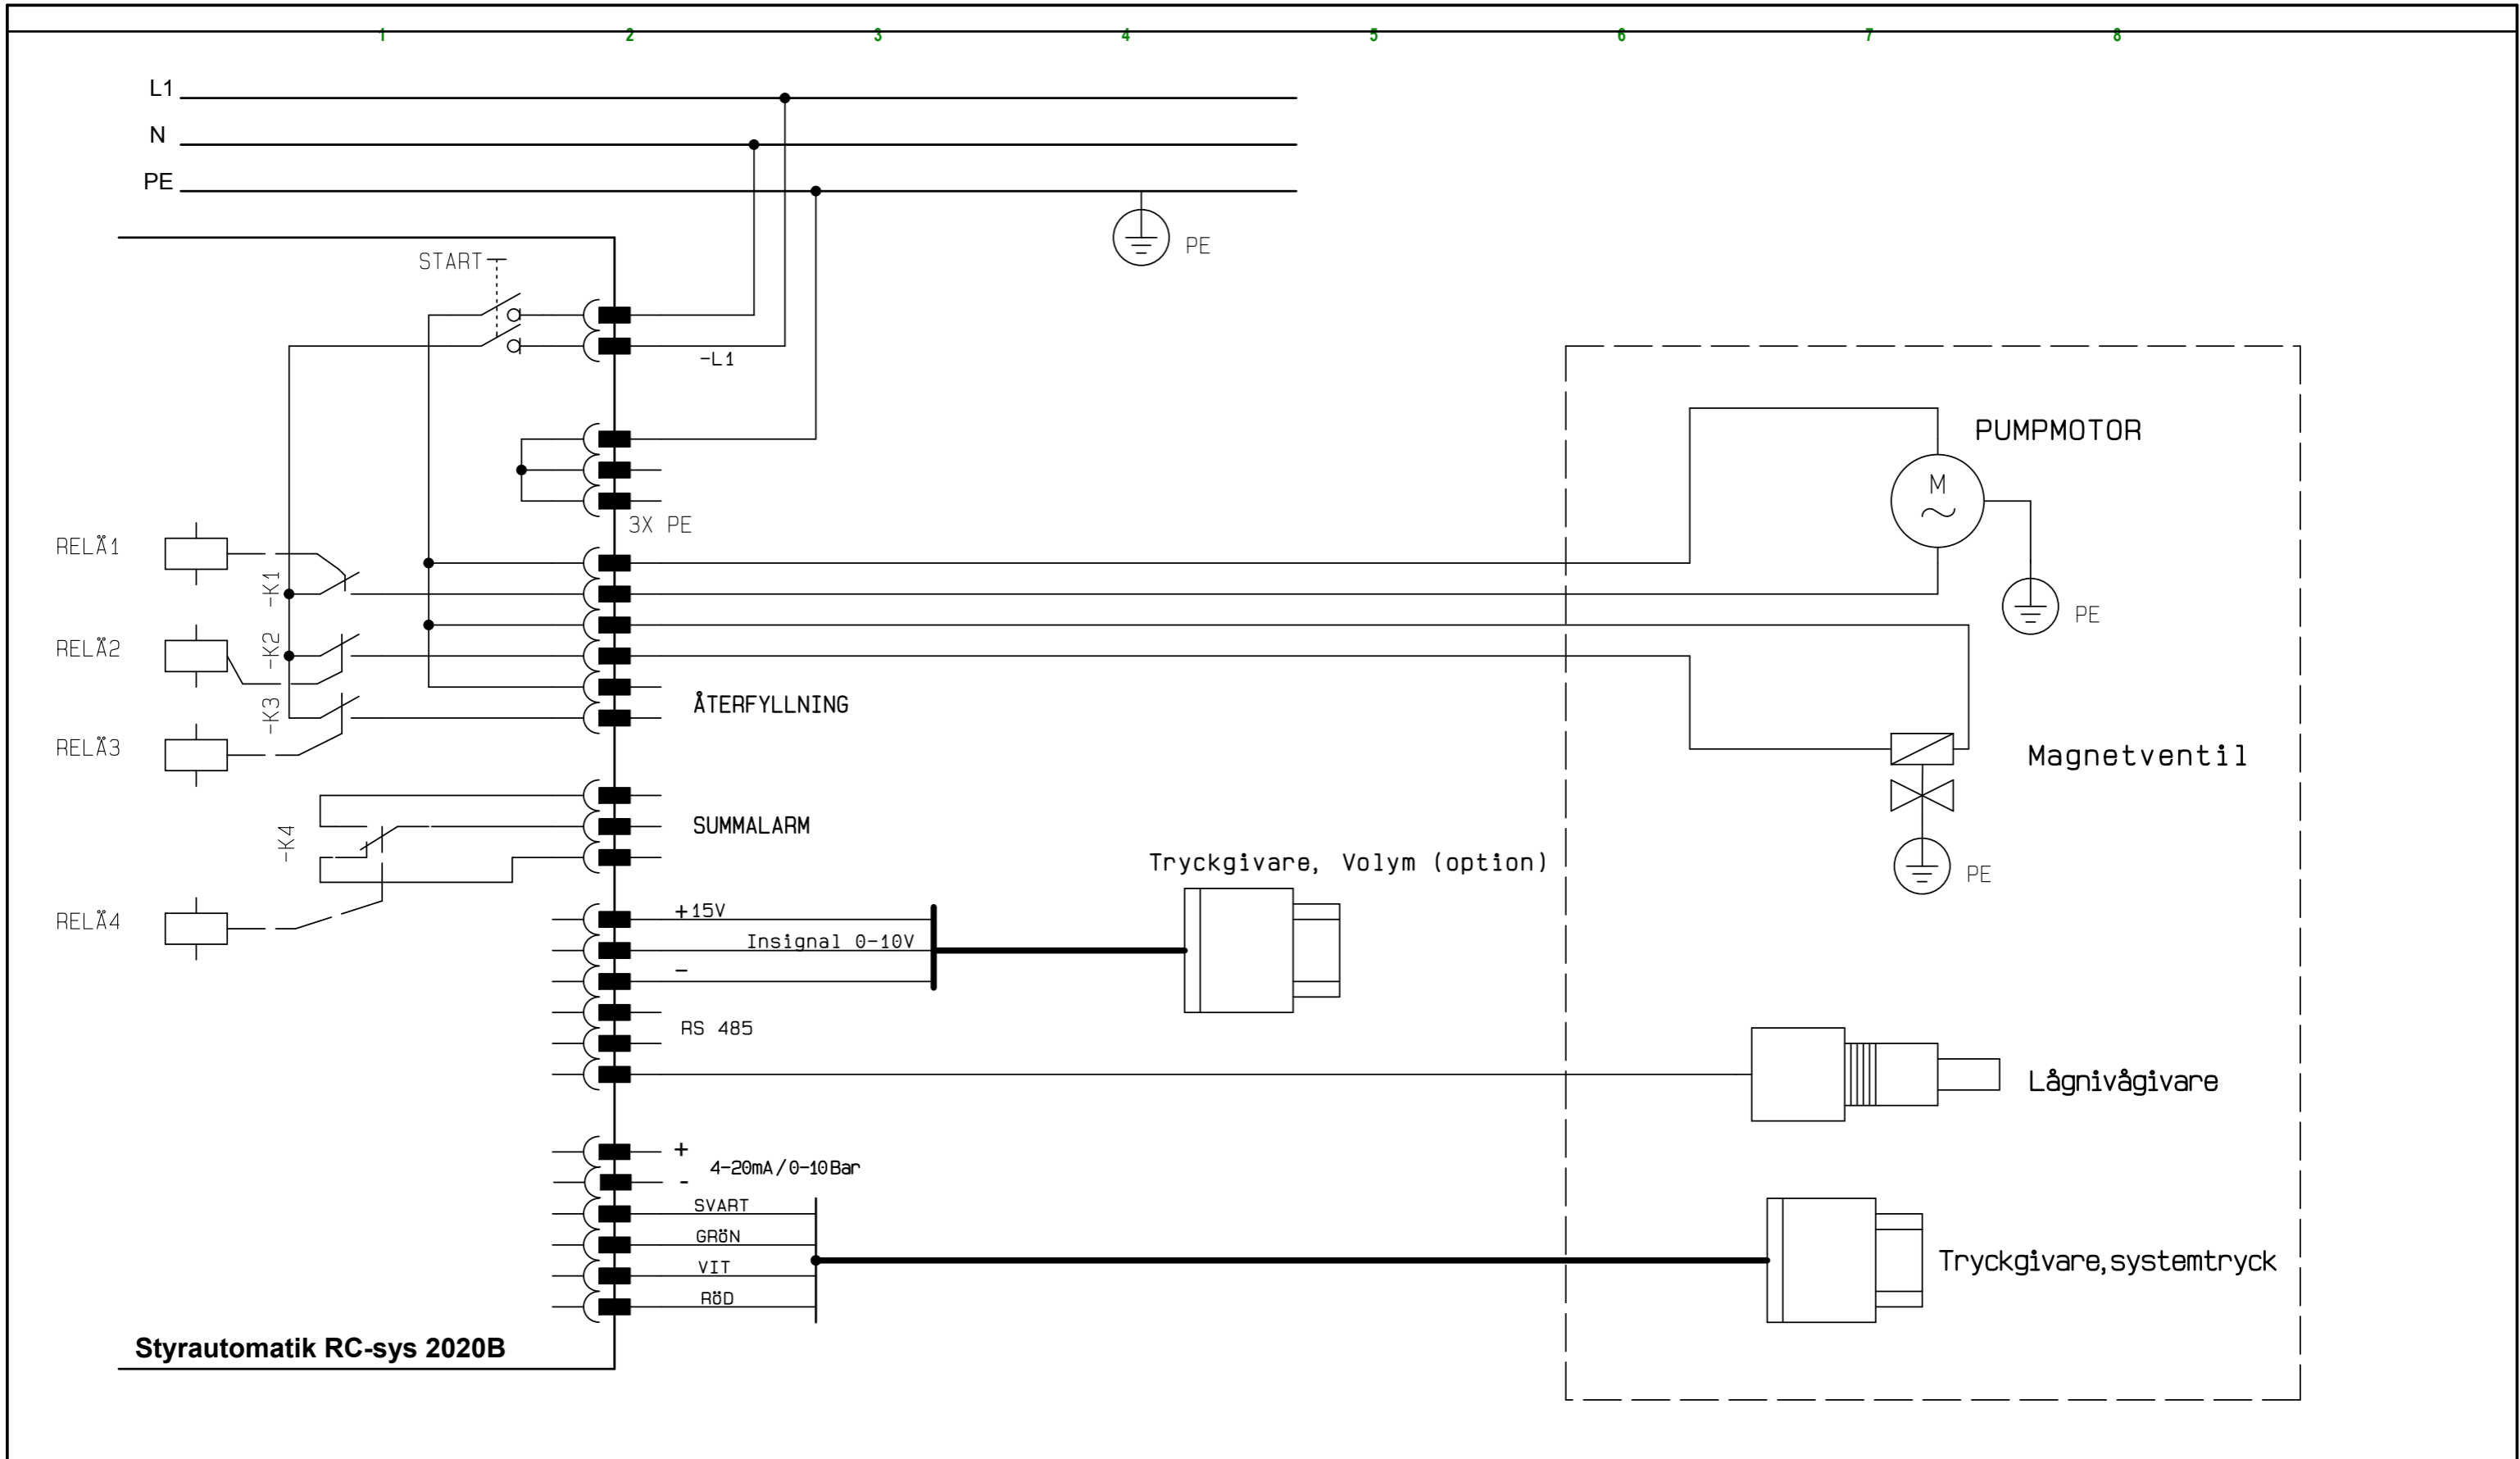 1 2 3 4 5 6 7 8
L1
N
PE
PE
START
-L1
PUMPMOTOR
M
3X PE
RELÄ1
-K1
PE
RELÄ2
-K2
ÅTERFYLLNING
-K3
RELÄ3
Magnetventil
SUMMALARM
-K4
Tryckgivare, Volym (option)
PE
RELÄ4
+15V
Insignal 0-10V
-
RS 485
Lågnivågivare
+
4-20mA/0-10Bar
-
SVART
GRÖN
VIT
Tryckgivare,systemtryck
RÖD
Styrautomatik RC-sys 2020B